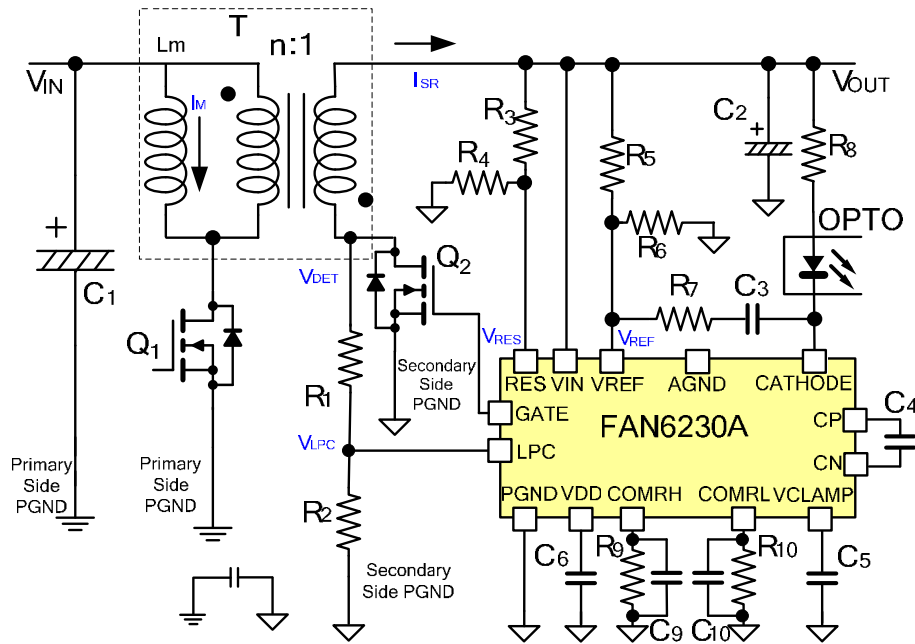 T
Lm
n:1
VIN
IM
ISR
VOUT
R3
C2
+
R4
R5
R8
OPTO
R6
+
C1
VDET
Q2
R7
C3
Q1
VRES
VREF
Secondary
Side
PGND
RES
VIN
VREF
AGND
CATHODE
R1
GATE
FAN6230A
CP
C4
VLPC
LPC
CN
Primary
Side
PGND
Primary
Side
PGND
R2
PGND
VDD
COMRH
COMRL
VCLAMP
C6
R9
R10
C5
Secondary
Side PGND
C9
C10